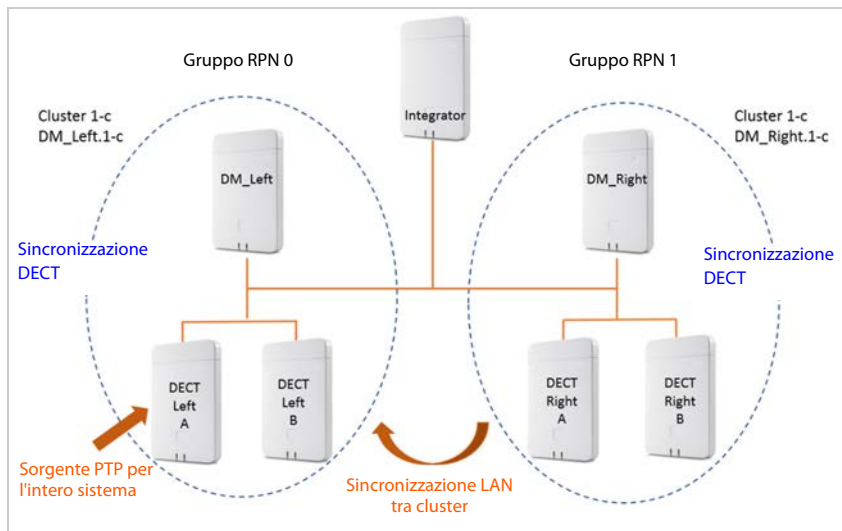 Gruppo RPN 0
Gruppo RPN 1
Integrator
Cluster 1-c
DM_Left.1-c
Cluster 1-c
DM_Right.1-c
DM_Left
DM_Right
Sincronizzazione
DECT
Sincronizzazione
DECT
DECT
Left
A
DECT
Left
B
DECT
Right
A
DECT
Right
B
Sorgente PTP per
l'intero sistema
Sincronizzazione LAN
tra cluster